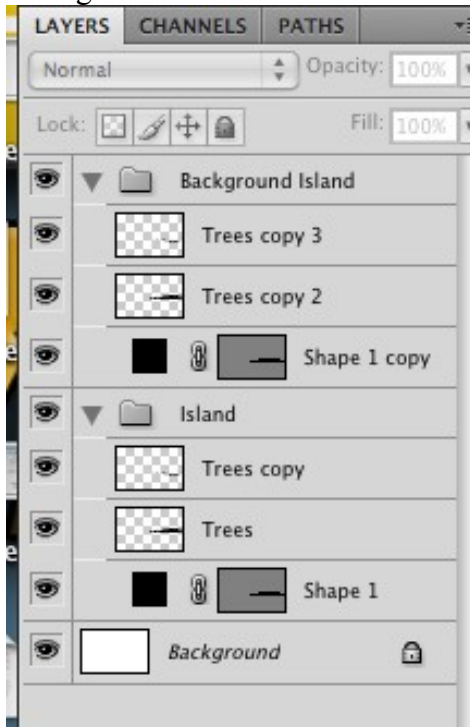 LAYERS CHANNELS PATHS
Normal Opacity: 100%
Lock: Fill: 100%
Background Island
Trees copy 3
Trees copy 2
Shape 1 copy
Island
Trees copy
Trees
Shape 1
Background